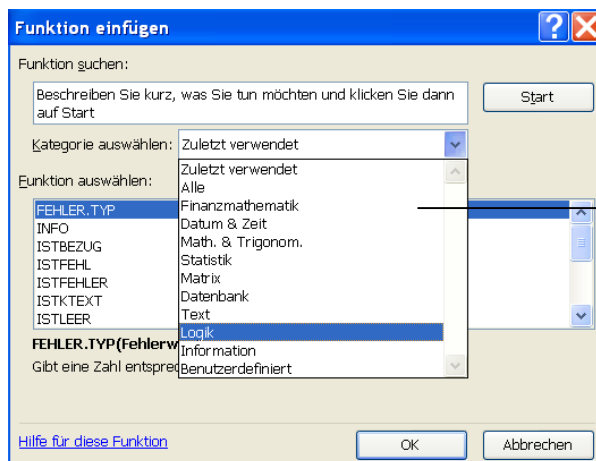 Funktion einfügen
Funktion suchen:
Beschreiben Sie kurz, was Sie tun möchten und klicken Sie dann
auf Start
Start
Kategorie auswählen: Zuletzt verwendet
Zuletzt verwendet
Alle
Finanzmathematik
Datum & Zeit
Math. & Trigonom.
Statistik
Matrix
Datenbank
Text
Logik
Information
Benutzerdefiniert
Funktion auswählen:
FEHLER.TYP
INFO
ISTBEZUG
ISTFEHL
ISTFEHLER
ISTKTEXT
ISTLEER
FEHLER.TYP(Fehlerw
Gibt eine Zahl entspre
Hilfe für diese Funktion
OK
Abbrechen